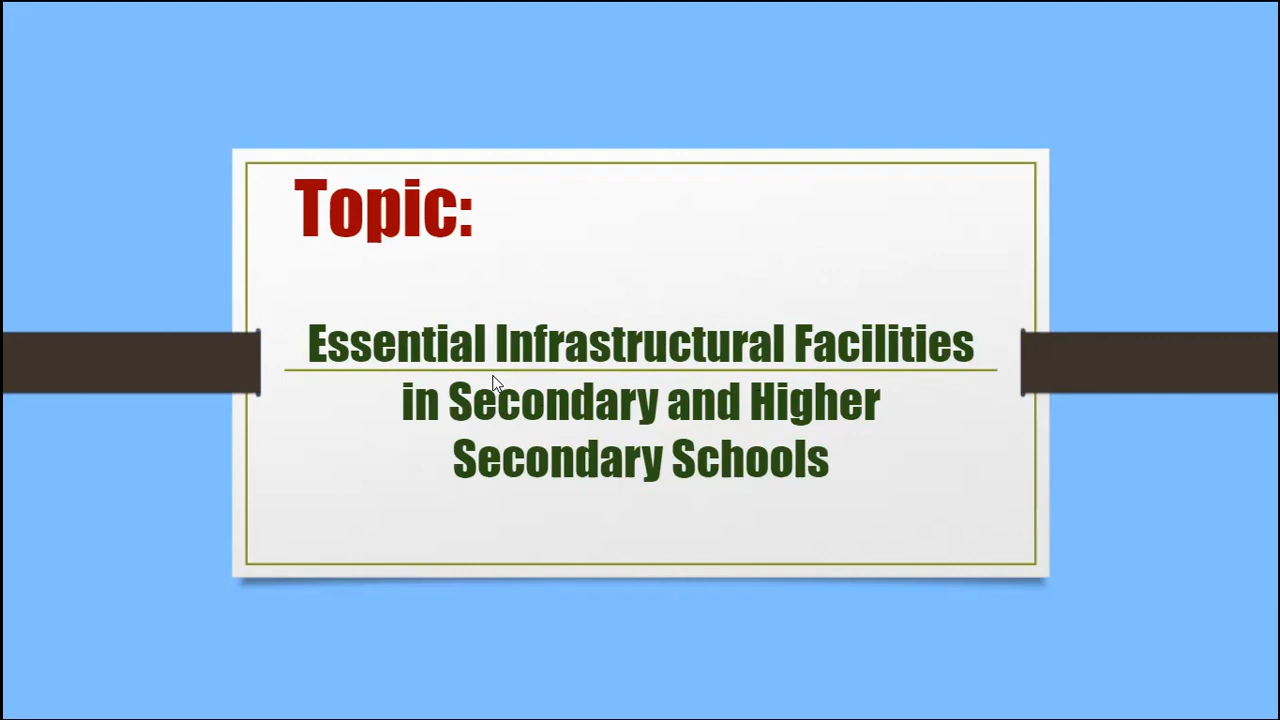 Topic:
Essential Infrastructural Facilities
in Secondary and Higher
Secondary Schools